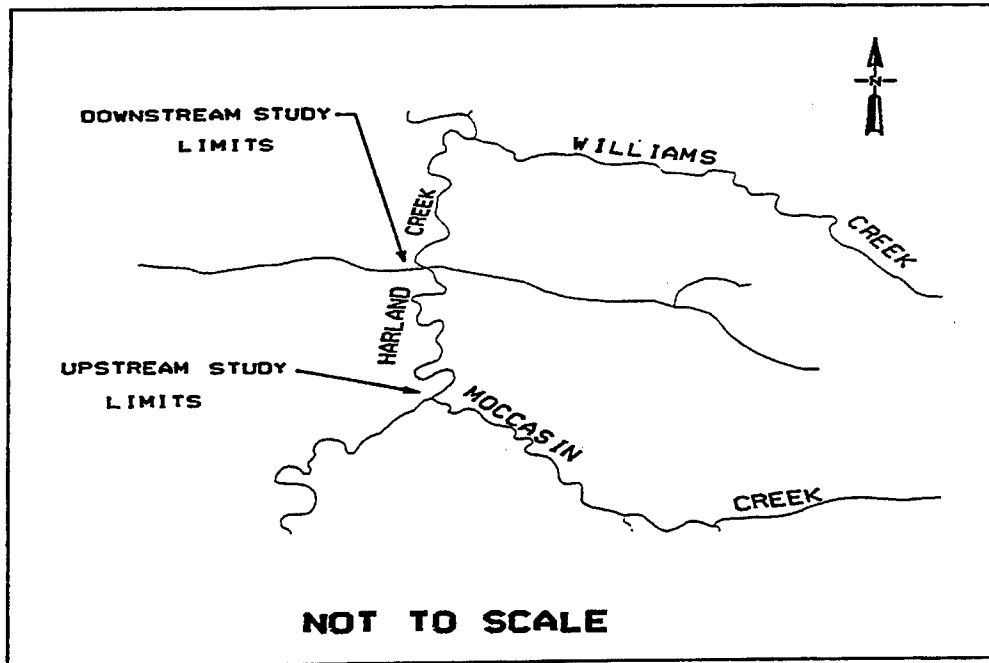 N
DOWNSTREAM STUDY
LIMITS
WILLIAMS
CREEK
CREEK
HARLAND
UPSTREAM STUDY
LIMITS
MOCCASIN
CREEK
NOT TO SCALE